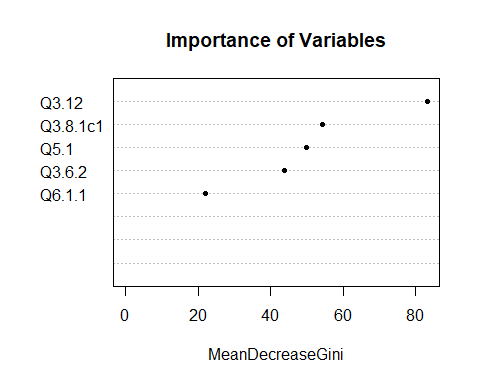 Importance of Variables
Q3.12
Q3.8.1c1
Q5.1
Q3.6.2
Q6.1.1
0 20 40 60 80
MeanDecreaseGini